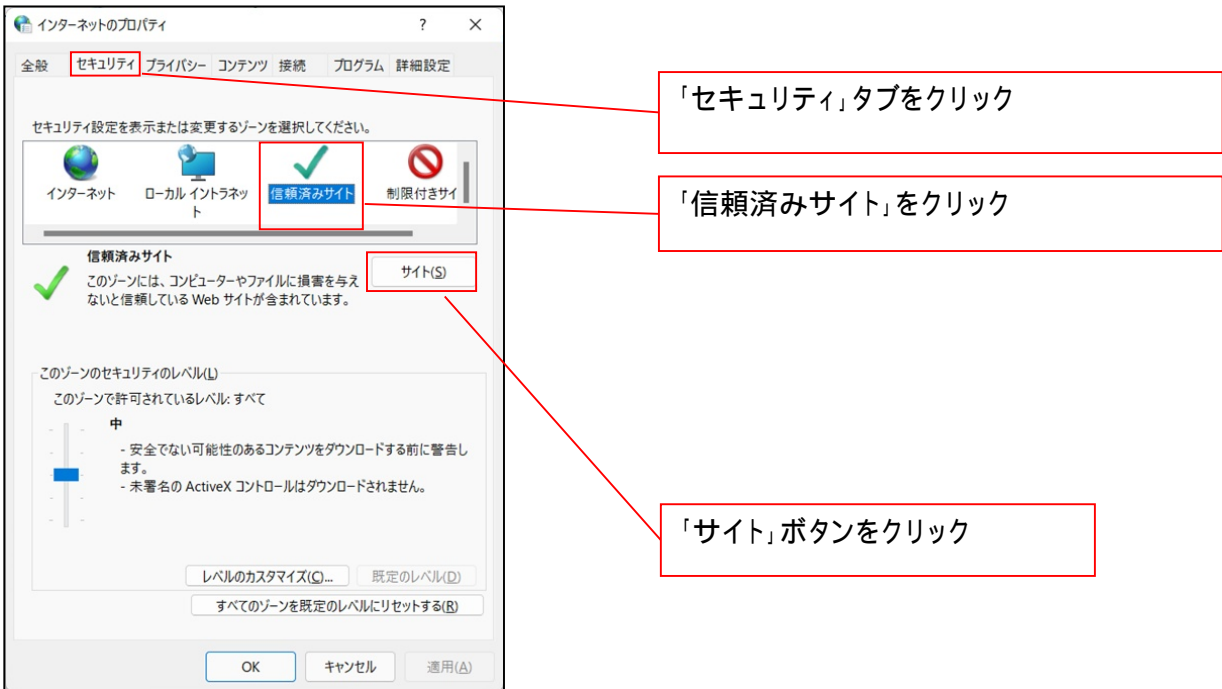 インターネットのプロパティ ? ×
全般 セキュリティ プライバシー コンテンツ 接続 プログラム 詳細設定
「セキュリティ」タブをクリック
セキュリティ設定を表示または変更するゾーンを選択してください。
インターネット
ローカル イントラネッ
ト
信頼済みサイト
制限付きサイ
「信頼済みサイト」をクリック
信頼済みサイト
このゾーンには、コンピューターやファイルに損害を与え
ないと信頼している Web サイトが含まれています。
サイト(S)
このゾーンのセキュリティのレベル(L)
このゾーンで許可されているレベル: すべて
中
- 安全でない可能性のあるコンテンツをダウンロードする前に警告し
ます。
- 未署名の ActiveX コントロールはダウンロードされません。
「サイト」ボタンをクリック
レベルのカスタマイズ(C)... 既定のレベル(D)
すべてのゾーンを既定のレベルにリセットする(R)
OK キャンセル 適用(A)